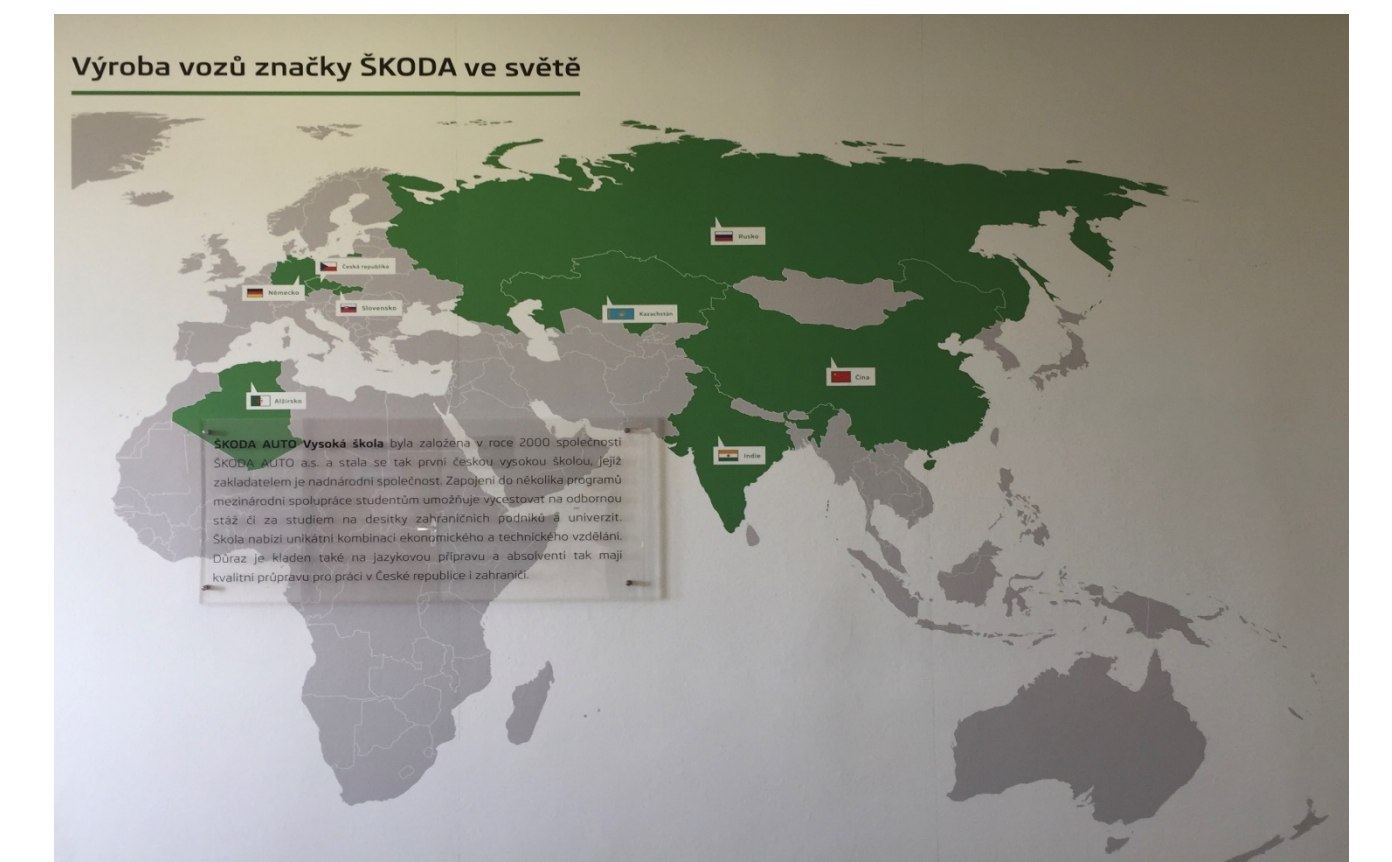 Výroba vozů značky ŠKODA ve světě
Rusko
Česká republika
Německo
Slovensko
Kazachstán
Čína
Alžírsko
Indie
ŠKODA AUTO Vysoká škola byla založena v roce 2000 společností
ŠKODA AUTO a.s. a stala se tak první českou vysokou školou, jejíž
zakladatelem je nadnárodní společnost. Zapojení do několika programů
mezinárodní spolupráce studentům umožňuje vycestovat na odbornou
stáž či za studiem na desítky zahraničních podniků a univerzit.
Škola nabízí unikátní kombinaci ekonomického a technického vzdělání.
Důraz je kladen také na jazykovou přípravu a absolventi tak mají
kvalitní průpravu pro práci v České republice i zahraničí.